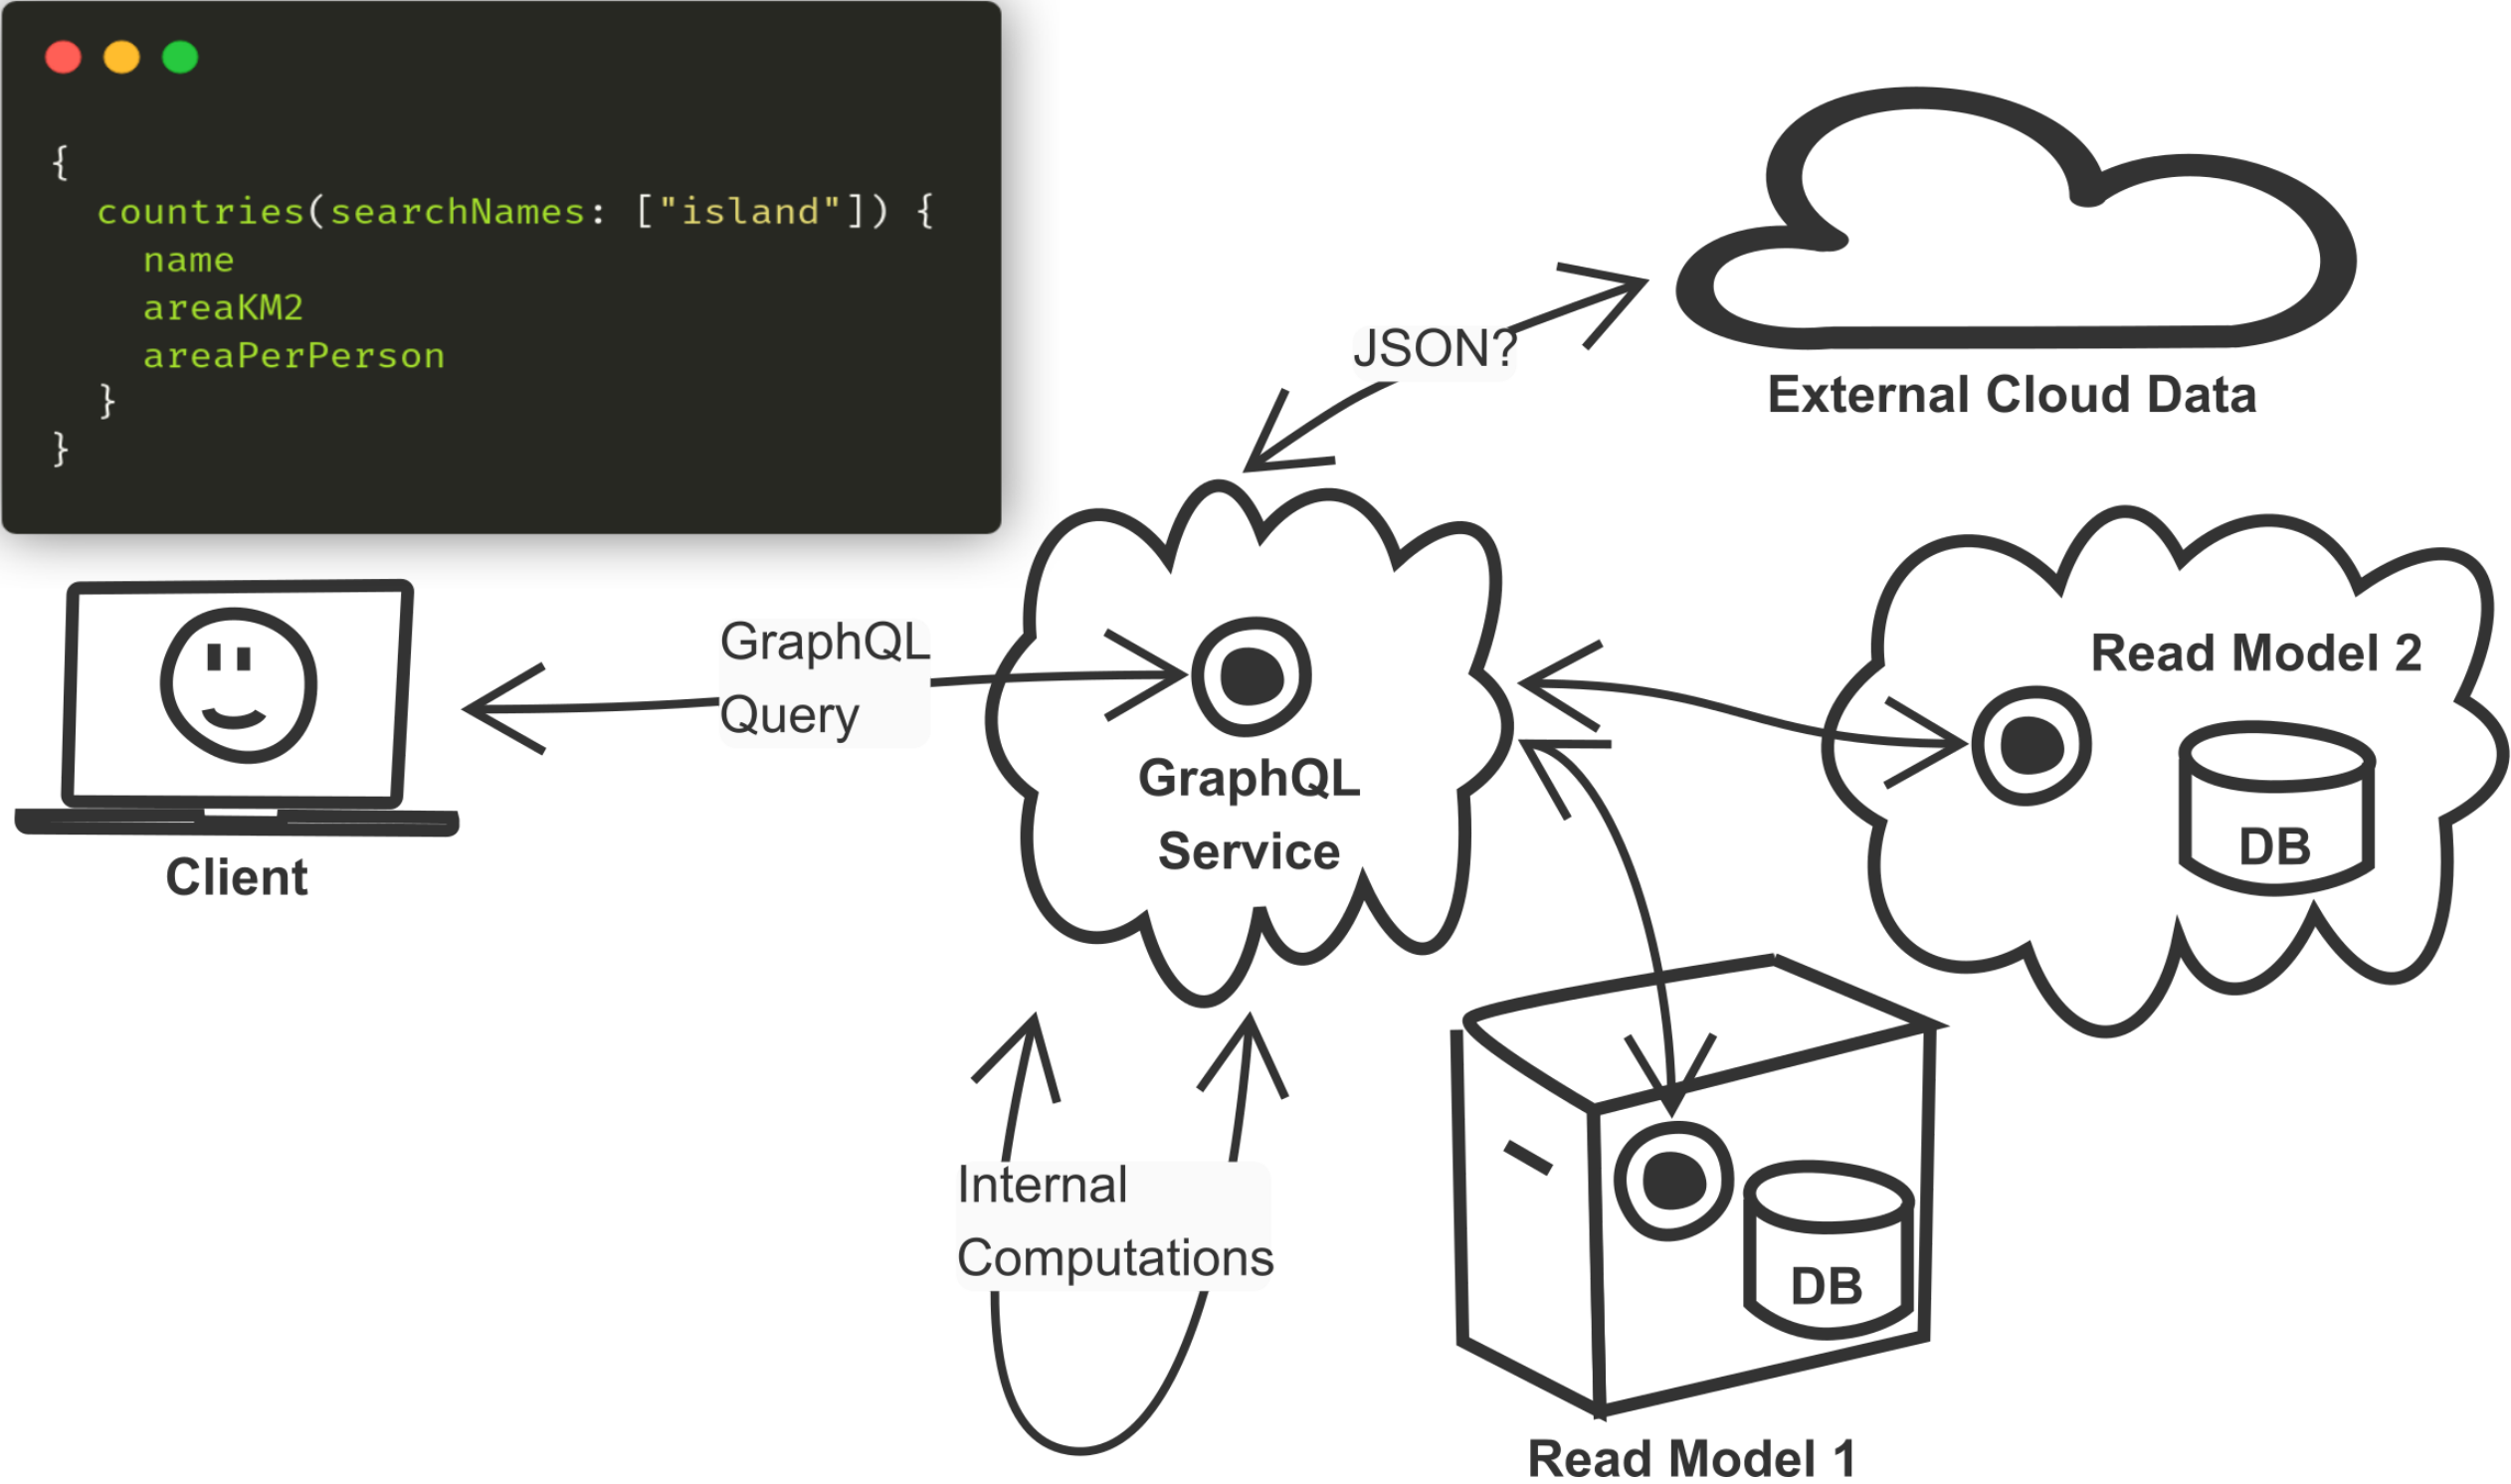 {
countries(searchNames: ["island"]) {
name
areaKM2
areaPerPerson
}
}
JSON?
External Cloud Data
GraphQL
Query
Client
GraphQL
Service
Read Model 2
DB
Internal
Computations
DB
Read Model 1